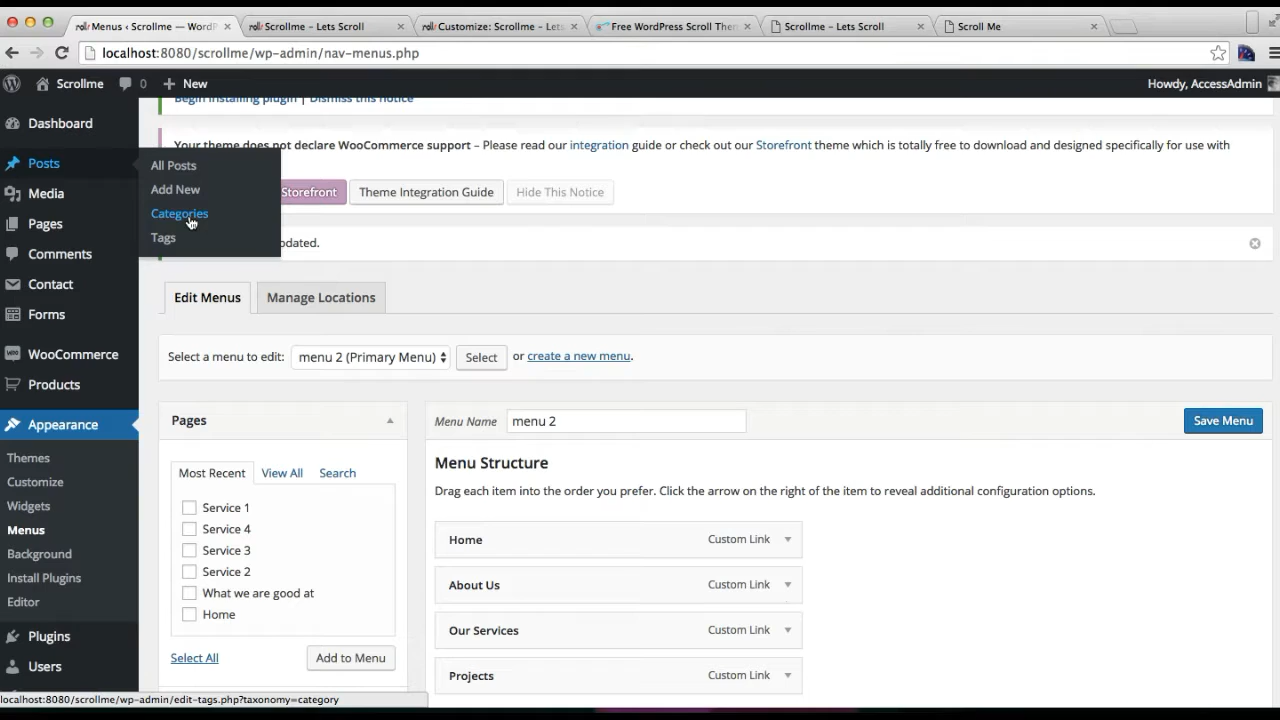 Menus ‹ Scrollme — WordP
Scrollme – Lets Scroll
Customize: Scrollme – Lets
Free WordPress Scroll Them
Scrollme – Lets Scroll
Scroll Me
localhost:8080/scrollme/wp-admin/nav-menus.php
Scrollme
0
New
Howdy, AccessAdmin
Begin installing plugin | Dismiss this notice
Dashboard
Your theme does not declare WooCommerce support – Please read our integration guide or check out our Storefront theme which is totally free to download and designed specifically for use with
Posts
All Posts
Add New
Categories
Tags
Storefront
Theme Integration Guide
Hide This Notice
Media
Pages
pdated.
Comments
Contact
Forms
Edit Menus
Manage Locations
WooCommerce
Select a menu to edit:
menu 2 (Primary Menu)
Select
or create a new menu.
Products
Appearance
Pages
Menu Name
menu 2
Save Menu
Themes
Customize
Widgets
Menus
Background
Install Plugins
Editor
Most Recent
View All
Search
Menu Structure
Drag each item into the order you prefer. Click the arrow on the right of the item to reveal additional configuration options.
Service 1
Service 4
Service 3
Service 2
What we are good at
Home
Home
Custom Link
About Us
Custom Link
Our Services
Custom Link
Projects
Custom Link
Select All
Add to Menu
Plugins
Users
localhost:8080/scrollme/wp-admin/edit-tags.php?taxonomy=category